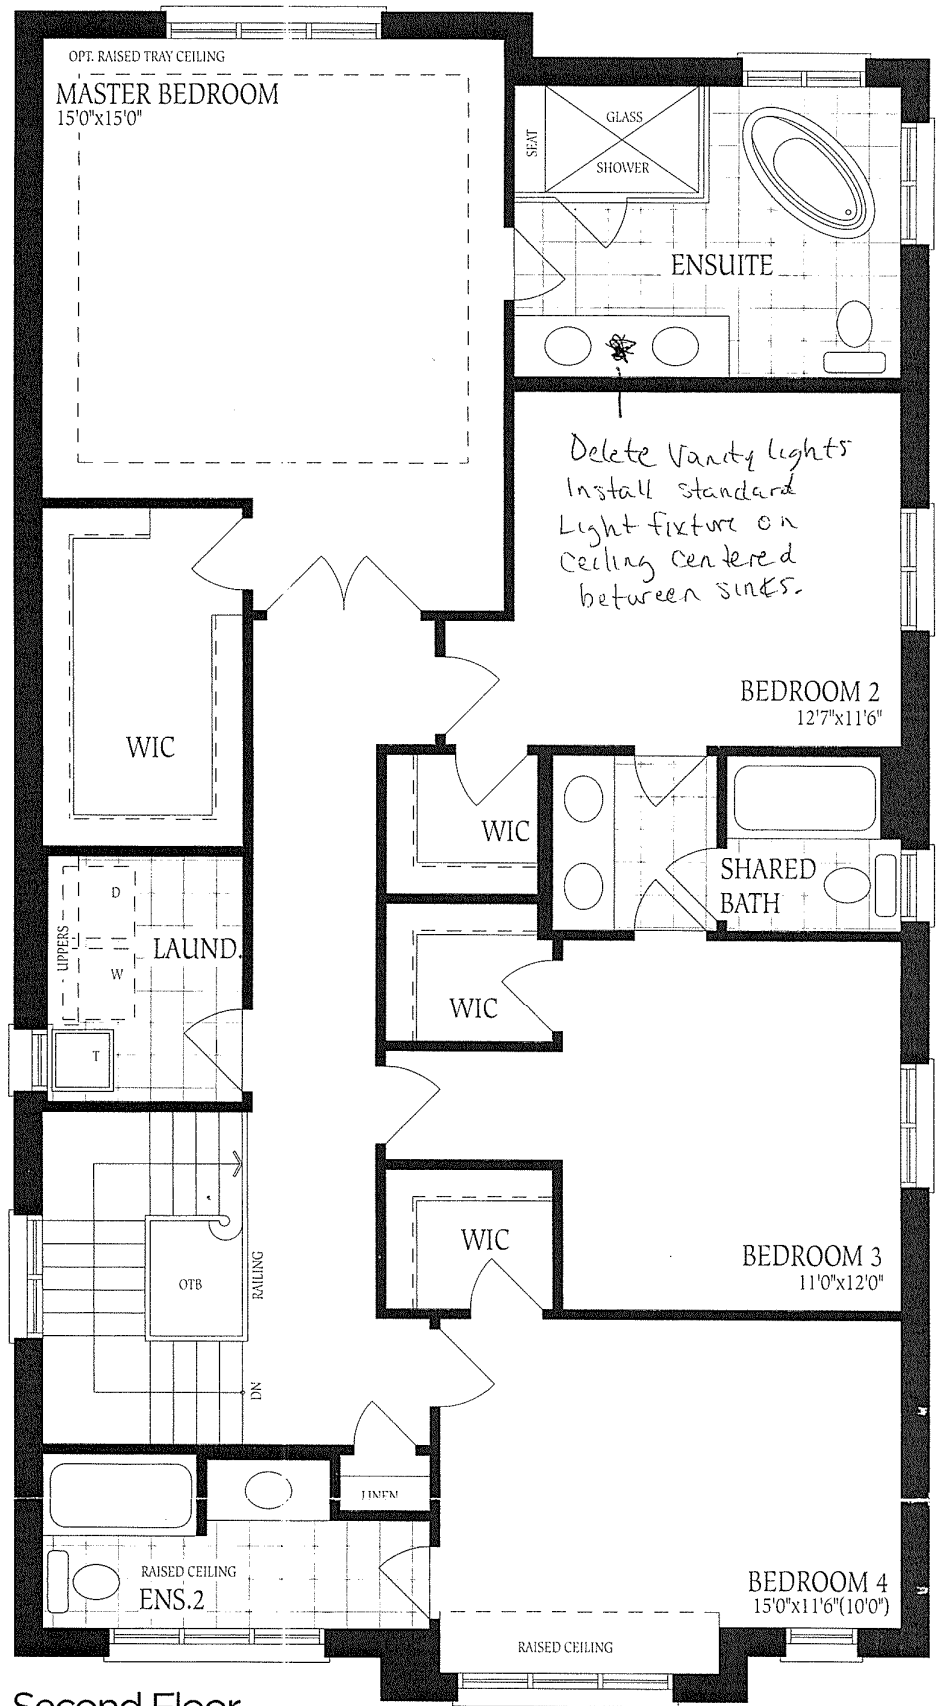 OPT. RAISED TRAY CEILING
MASTER BEDROOM
15'0"x15'0"
SEAT
GLASS
SHOWER
ENSUITE
Delete Vanity lights
Install standard
Light fixture on
Ceiling centered
between sinks.
BEDROOM 2
12'7"x11'6"
WIC
WIC
SHARED
BATH
UPPERS
D
W
LAUND.
T
WIC
WIC
BEDROOM 3
11'0"x12'0"
OTB
RAILING
DN
LINEN
RAISED CEILING
ENS.2
BEDROOM 4
15'0"x11'6"(10'0")
RAISED CEILING
Second Floor